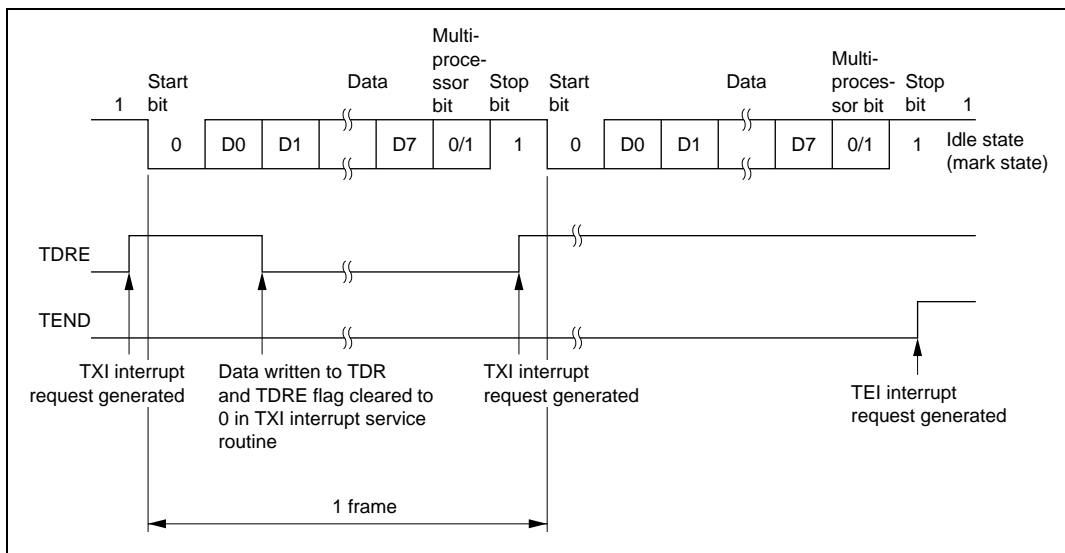 1
Start
bit
Data
Multi-
proce-
ssor
bit
Stop
bit
Start
bit
Data
Multi-
proces-
sor bit
Stop
bit
1
0
D0
D1
D7
0/1
1
0
D0
D1
D7
0/1
1
Idle state
(mark state)
TDRE
TEND
TXI interrupt
request generated
Data written to TDR
and TDRE flag cleared to
0 in TXI interrupt service
routine
TXI interrupt
request generated
TEI interrupt
request generated
1 frame